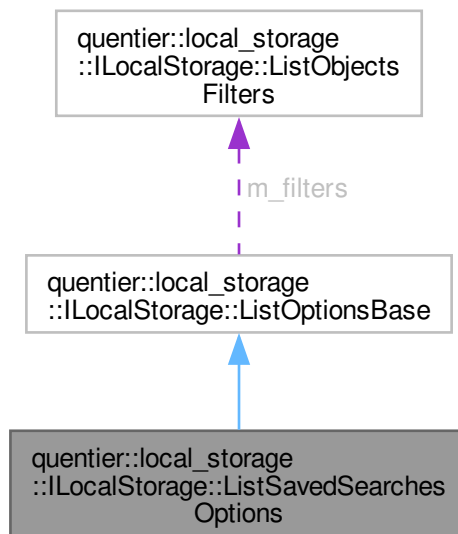 quentier::local_storage
::ILocalStorage::ListObjects
Filters
m_filters
quentier::local_storage
::ILocalStorage::ListOptionsBase
quentier::local_storage
::ILocalStorage::ListSavedSearches
Options